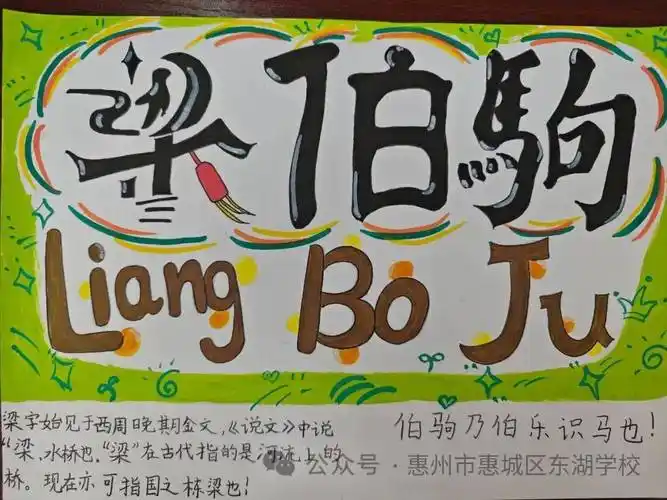 梁伯駒
Liang Bo Ju
梁字始见于西周晚期金文,《说文》中说
“梁,水桥也,“梁”在古代指的是河流上的
桥。现在亦可指国之栋梁也!
伯驹乃伯乐识马也!
公众号·惠州市惠城区东湖学校